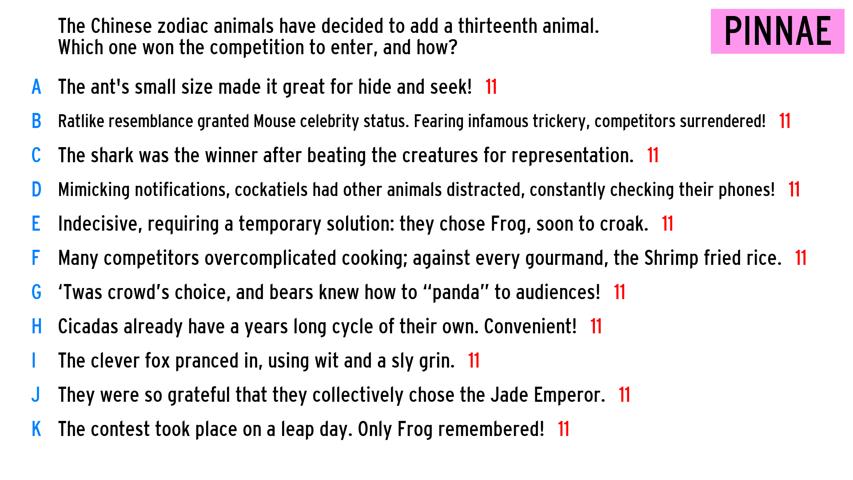 The Chinese zodiac animals have decided to add a thirteenth animal.
Which one won the competition to enter, and how?
PINNAE
A The ant's small size made it great for hide and seek! 11
B Ratlike resemblance granted Mouse celebrity status. Fearing infamous trickery, competitors surrendered! 11
C The shark was the winner after beating the creatures for representation. 11
D Mimicking notifications, cockatiels had other animals distracted, constantly checking their phones! 11
E Indecisive, requiring a temporary solution: they chose Frog, soon to croak. 11
F Many competitors overcomplicated cooking; against every gourmand, the Shrimp fried rice. 11
G ‘Twas crowd’s choice, and bears knew how to “panda” to audiences! 11
H Cicadas already have a years long cycle of their own. Convenient! 11
I The clever fox pranced in, using wit and a sly grin. 11
J They were so grateful that they collectively chose the Jade Emperor. 11
K The contest took place on a leap day. Only Frog remembered! 11